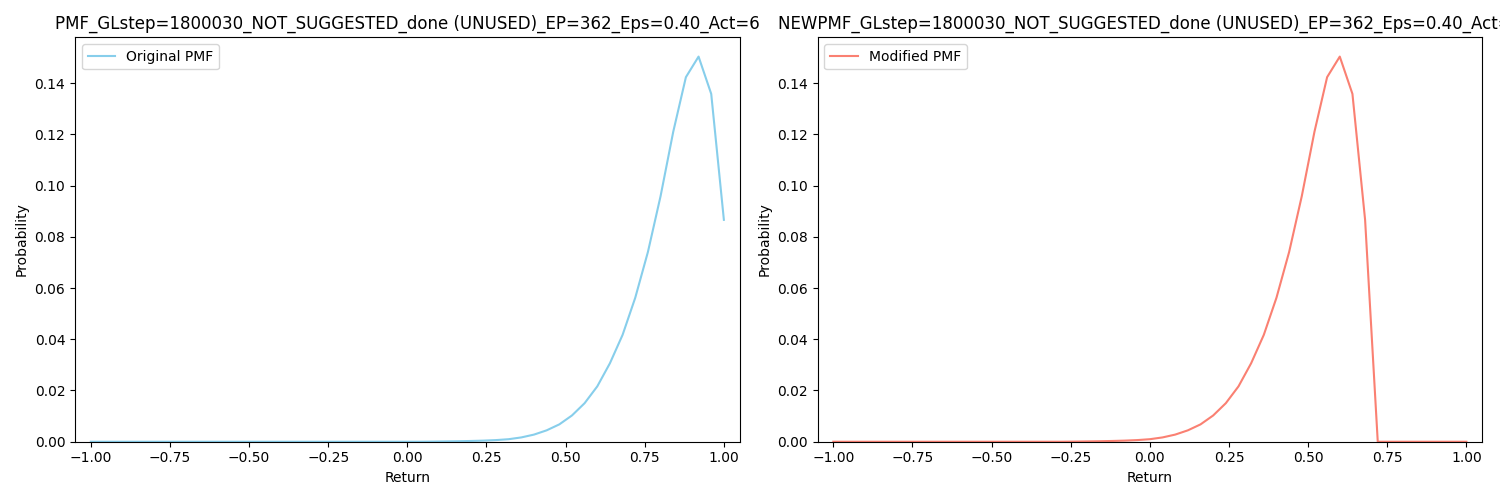 PMF_GLstep=1800030_NOT_SUGGESTED_done (UNUSED)_EP=362_Eps=0.40_Act=6
Original PMF
Probability
0.14
0.12
0.10
0.08
0.06
0.04
0.02
0.00
−1.00 −0.75 −0.50 −0.25 0.00 0.25 0.50 0.75 1.00
Return
NEWPMF_GLstep=1800030_NOT_SUGGESTED_done (UNUSED)_EP=362_Eps=0.40_Act=
Modified PMF
Probability
0.14
0.12
0.10
0.08
0.06
0.04
0.02
0.00
−1.00 −0.75 −0.50 −0.25 0.00 0.25 0.50 0.75 1.00
Return